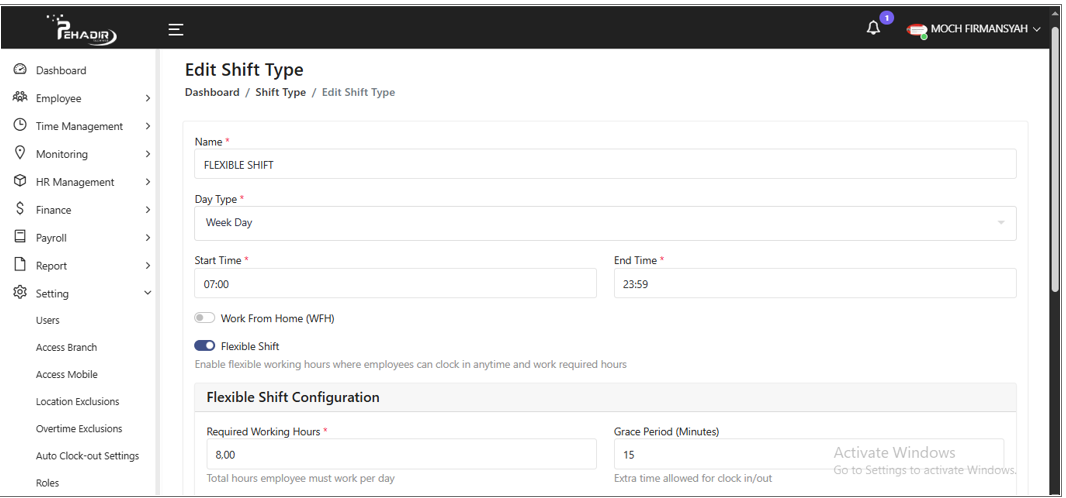 PEHADIR
1
MOCH FIRMANSYAH
Dashboard
Employee
Time Management
Monitoring
HR Management
Finance
Payroll
Report
Setting
Users
Access Branch
Access Mobile
Location Exclusions
Overtime Exclusions
Auto Clock-out Settings
Roles
Edit Shift Type
Dashboard / Shift Type / Edit Shift Type
Name *
FLEXIBLE SHIFT
Day Type *
Week Day
Start Time * End Time *
07:00 23:59
Work From Home (WFH)
Flexible Shift
Enable flexible working hours where employees can clock in anytime and work required hours
Flexible Shift Configuration
Required Working Hours * Grace Period (Minutes)
8.00 15
Total hours employee must work per day Extra time allowed for clock in/out
Activate Windows
Go to Settings to activate Windows.